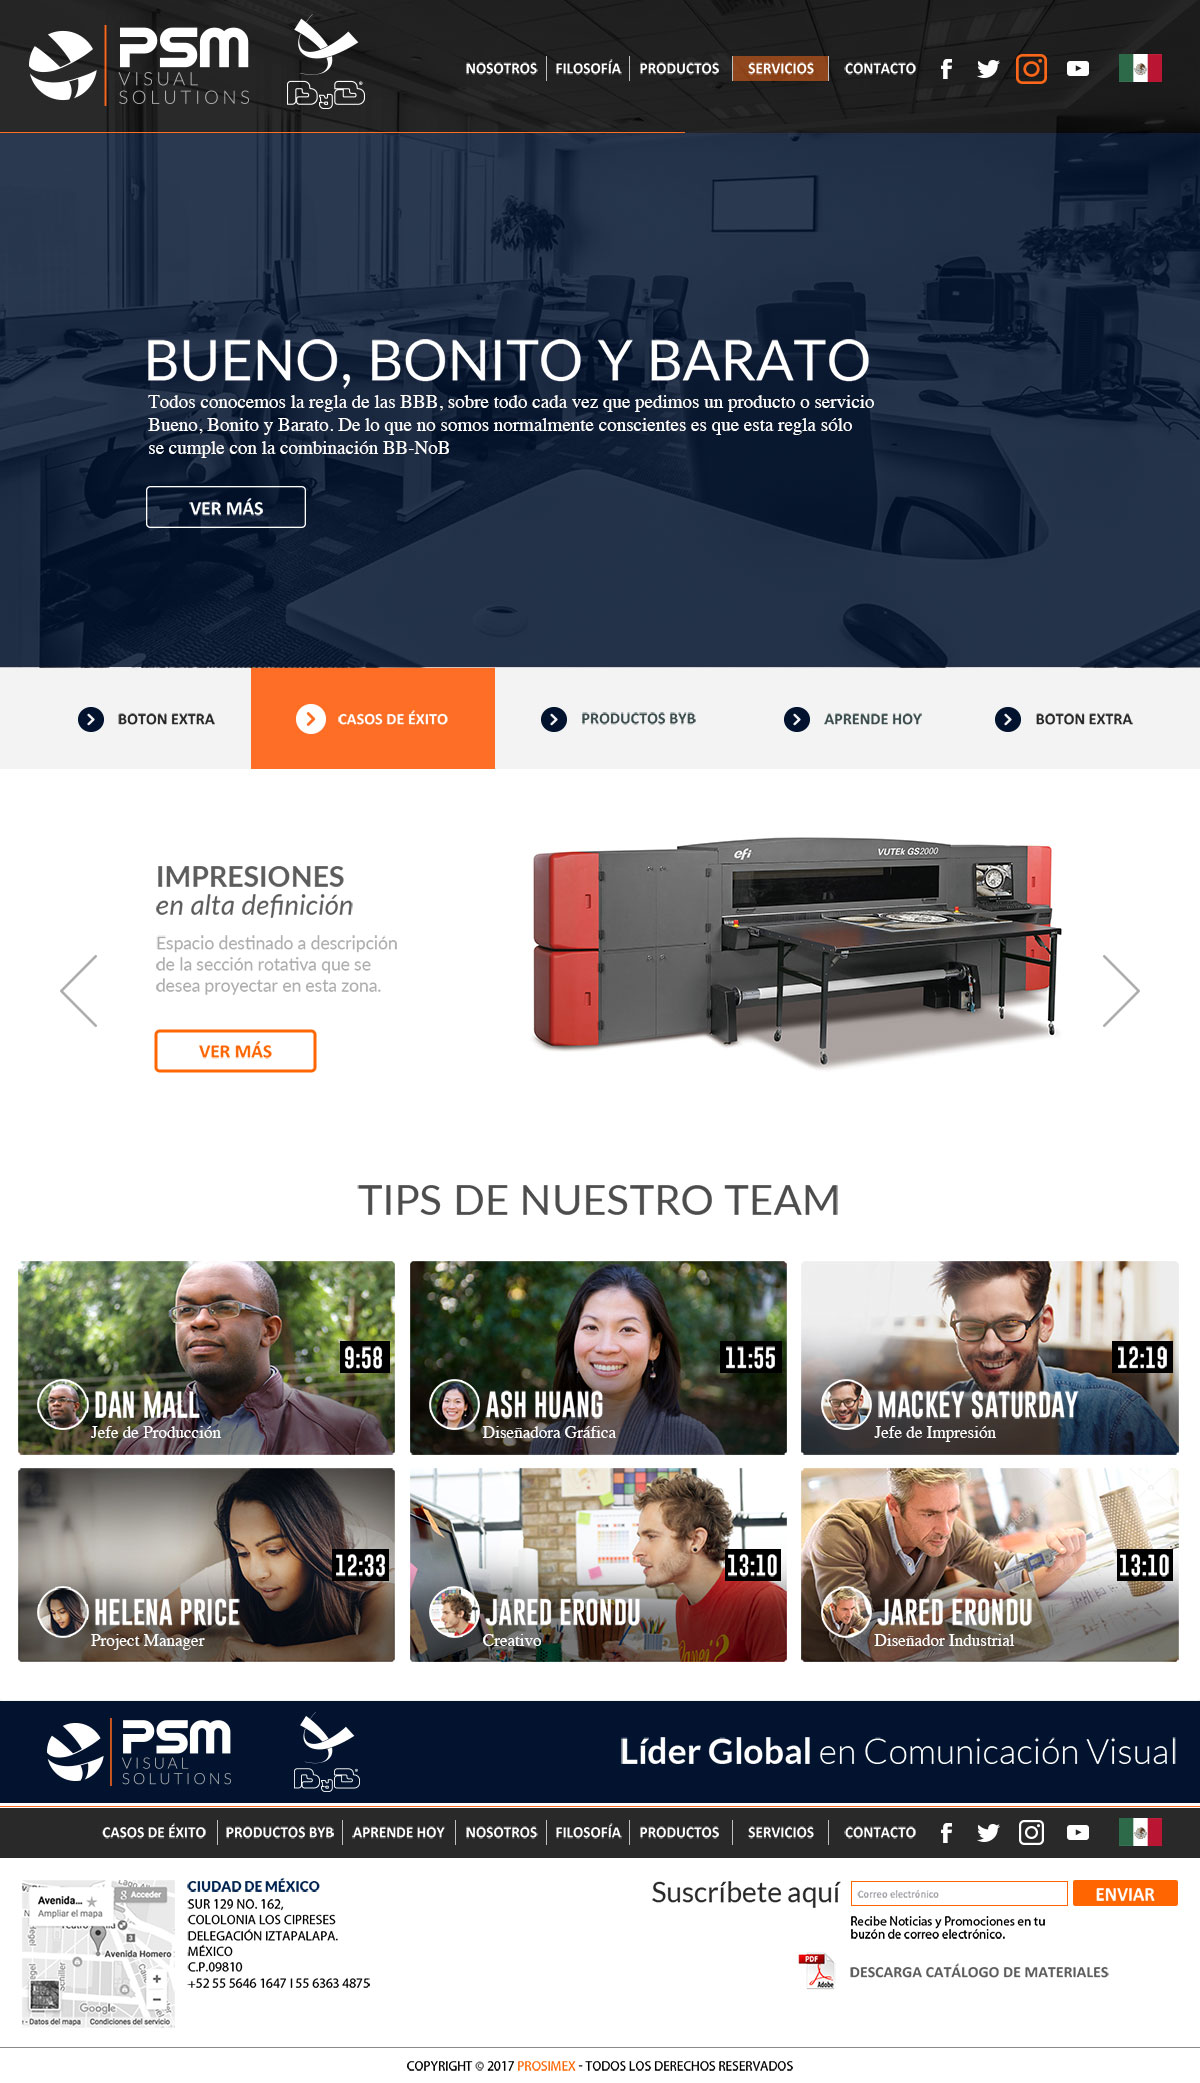 PSM
VISUAL
SOLUTIONS
ByB
NOSOTROS
FILOSOFÍA
PRODUCTOS
SERVICIOS
CONTACTO
BUENO, BONITO Y BARATO
Todos conocemos la regla de las BBB, sobre todo cada vez que pedimos un producto o servicio
Bueno, Bonito y Barato. De lo que no somos normalmente conscientes es que esta regla sólo
se cumple con la combinación BB-NoB
VER MÁS
BOTON EXTRA
CASOS DE ÉXITO
PRODUCTOS BYB
APRENDE HOY
BOTON EXTRA
IMPRESIONES
en alta definición
Espacio destinado a descripción
de la sección rotativa que se
desea proyectar en esta zona.
VER MÁS
efi
VUTEk GS2000
TIPS DE NUESTRO TEAM
9:58
DAN MALL
Jefe de Producción
11:55
ASH HUANG
Diseñadora Gráfica
12:19
MACKEY SATURDAY
Jefe de Impresión
12:33
HELENA PRICE
Project Manager
13:10
JARED ERONDU
Creativo
13:10
JARED ERONDU
Diseñador Industrial
PSM
VISUAL
SOLUTIONS
ByB
Líder Global en Comunicación Visual
CASOS DE ÉXITO
PRODUCTOS BYB
APRENDE HOY
NOSOTROS
FILOSOFÍA
PRODUCTOS
SERVICIOS
CONTACTO
Avenida...
Ampliar el mapa
Acceder
Avenida Homero
Google
Datos del mapa
Condiciones del servicio
CIUDAD DE MÉXICO
SUR 129 NO. 162,
COLOLONIA LOS CIPRESES
DELEGACIÓN IZTAPALAPA.
MÉXICO
C.P.09810
+52 55 5646 1647 I 55 6363 4875
Suscríbete aquí
Correo electrónico
ENVIAR
Recibe Noticias y Promociones en tu
buzón de correo electrónico.
PDF
Adobe
DESCARGA CATÁLOGO DE MATERIALES
COPYRIGHT © 2017 PROSIMEX - TODOS LOS DERECHOS RESERVADOS